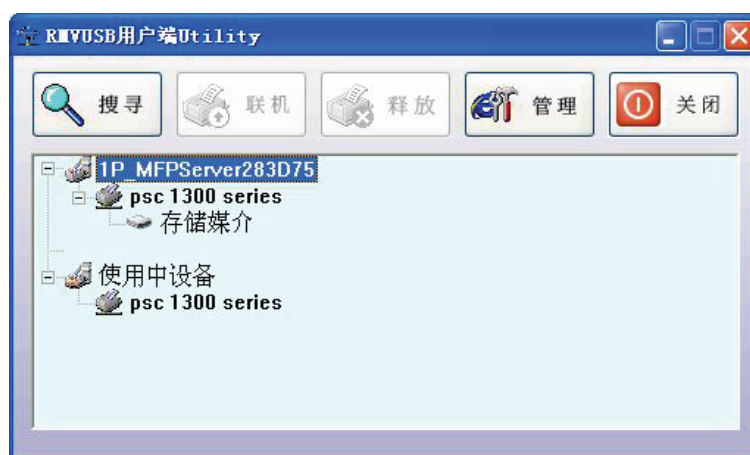 RMVUSB用户端Utility
搜寻 联机 释放 管理 关闭
1P_MFPServer283D75
psc 1300 series
存储媒介
使用中设备
psc 1300 series